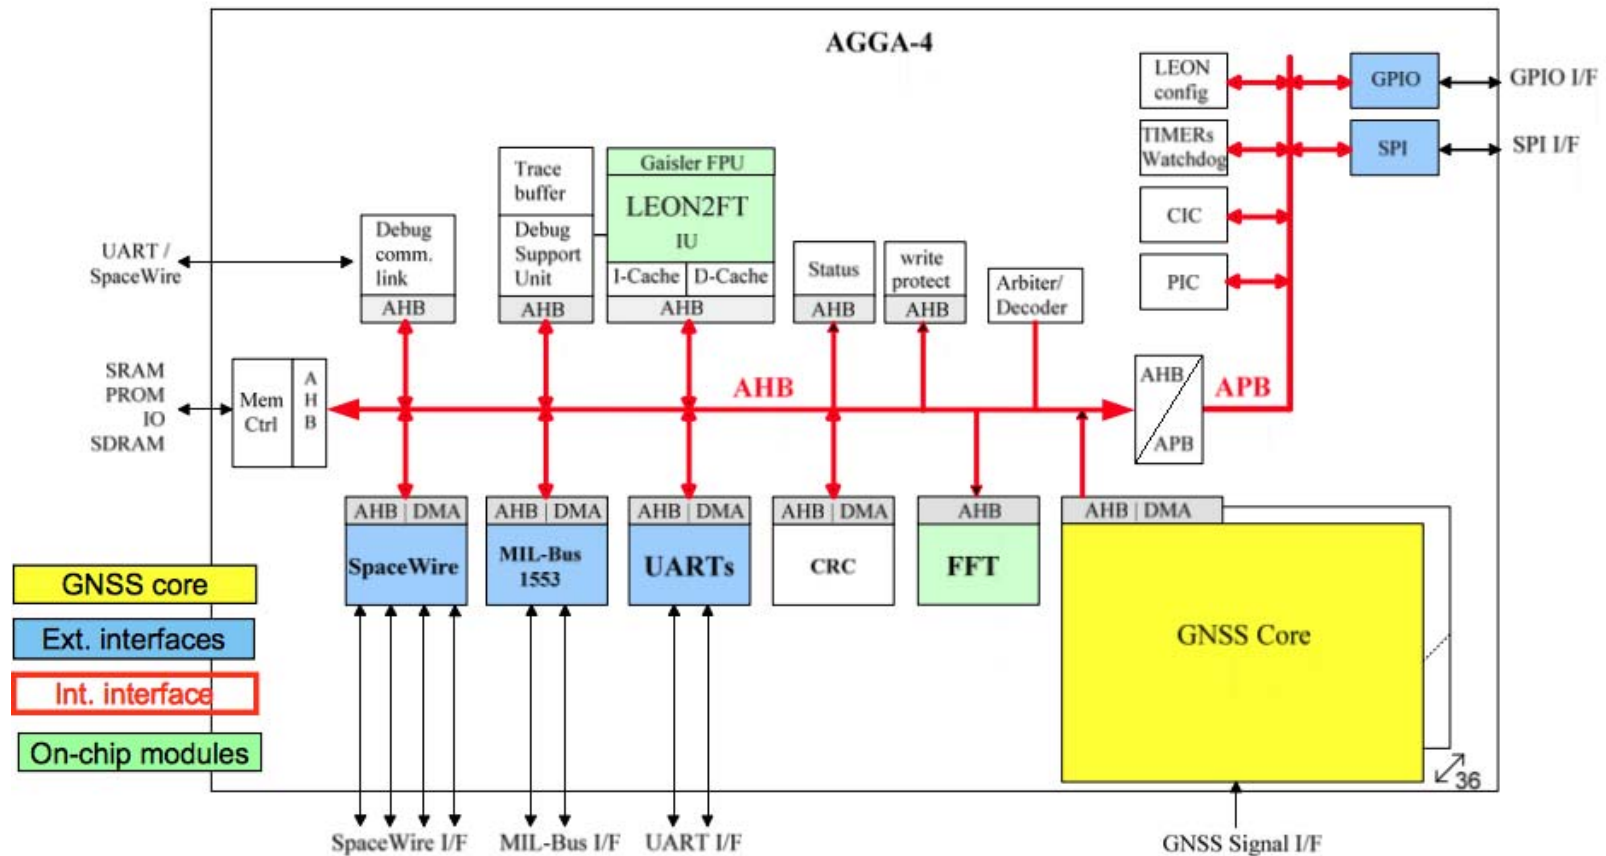 AGGA-4
LEON
config
GPIO
GPIO I/F
TIMERs
Watchdog
SPI
SPI I/F
CIC
PIC
Trace
buffer
Debug
Support
Unit
AHB
Gaisler FPU
LEON2FT
IU
I-Cache
D-Cache
AHB
UART /
SpaceWire
Debug
comm.
link
AHB
Status
AHB
write
protect
AHB
Arbiter/
Decoder
SRAM
PROM
IO
SDRAM
Mem
Ctrl
A
H
B
AHB
AHB
APB
APB
AHB | DMA
SpaceWire
AHB | DMA
MIL-Bus
1553
AHB | DMA
UARTs
AHB | DMA
CRC
AHB
FFT
AHB | DMA
GNSS Core
36
GNSS core
Ext. interfaces
Int. interface
On-chip modules
SpaceWire I/F
MIL-Bus I/F
UART I/F
GNSS Signal I/F